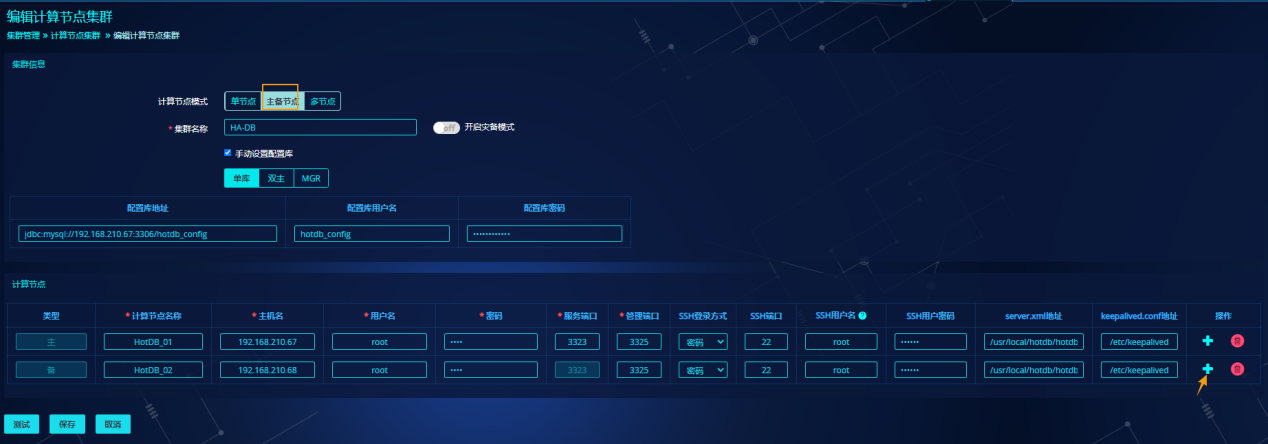 编辑计算节点集群
集群管理 » 计算节点集群 » 编辑计算节点集群
集群信息
计算节点模式 单节点 主备节点 多节点
* 集群名称 HA-DB off 开启灾备模式
手动设置配置库
单库 双主 MGR
配置库地址 配置库用户名 配置库密码
jdbc:mysql://192.168.210.67:3306/hotdb_config hotdb_config ············
计算节点
类型 *计算节点名称 *主机名 *用户名 *密码 *服务端口 *管理端口 SSH登录方式 SSH端口 SSH用户名 ? SSH用户密码 server.xml地址 keepalived.conf地址 操作
主 HotDB_01 192.168.210.67 root ···· 3323 3325 密码 22 root ······ /usr/local/hotdb/hotdb /etc/keepalived
备 HotDB_02 192.168.210.68 root ···· 3323 3325 密码 22 root ······ /usr/local/hotdb/hotdb /etc/keepalived
测试 保存 取消